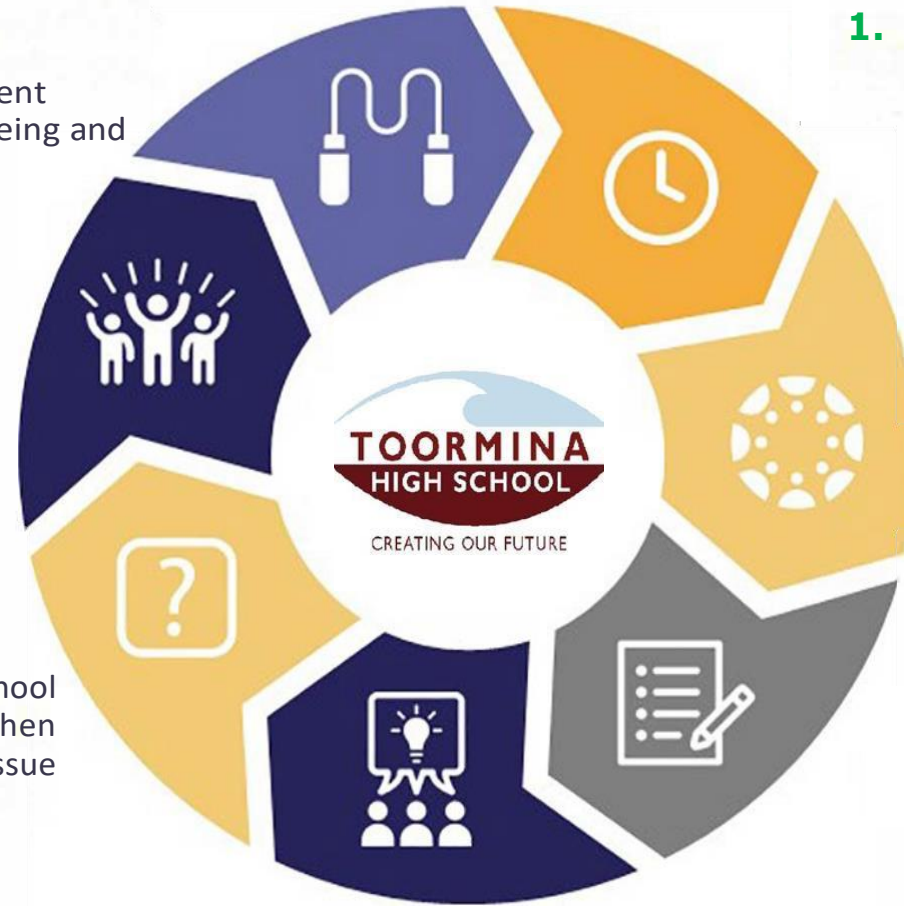 1.
ent
eing and
?
TOORMINA
HIGH SCHOOL
CREATING OUR FUTURE
hool
hen
ssue